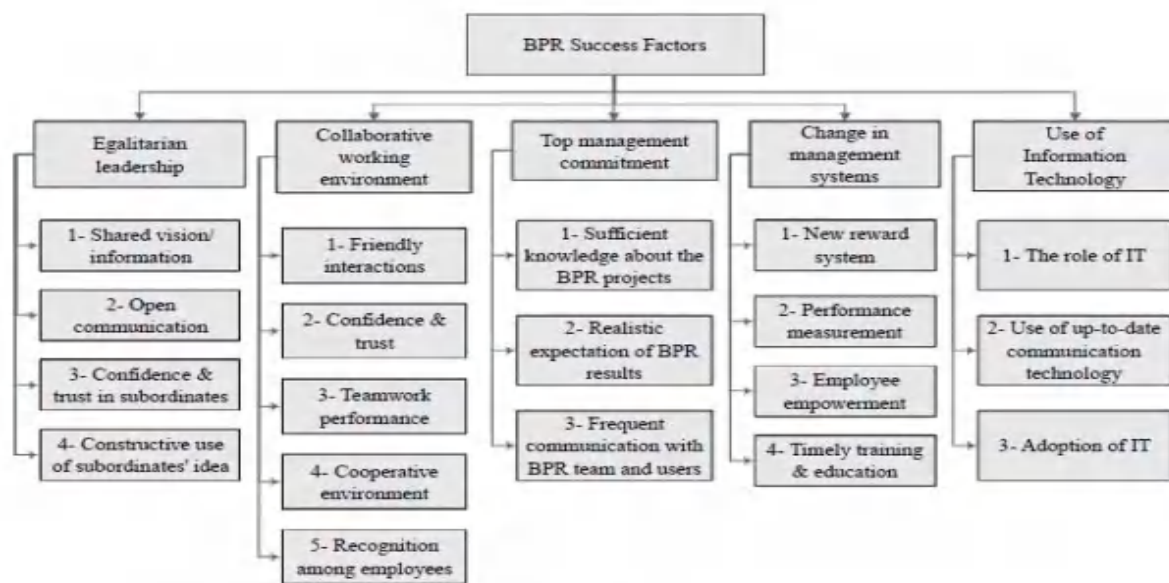 BPR Success Factors
Egalitarian
leadership
1- Shared vision/
information
2- Open
communication
3- Confidence &
trust in subordinates
4- Constructive use
of subordinates' idea
Collaborative
working
environment
1- Friendly
interactions
2- Confidence &
trust
3- Teamwork
performance
4- Cooperative
environment
5- Recognition
among employees
Top management
commitment
1- Sufficient
knowledge about the
BPR projects
2- Realistic
expectation of BPR
results
3- Frequent
communication with
BPR team and users
Change in
management
systems
1- New reward
system
2- Performance
measurement
3- Employee
empowerment
4- Timely training
& education
Use of
Information
Technology
1- The role of IT
2- Use of up-to-date
communication
technology
3- Adoption of IT